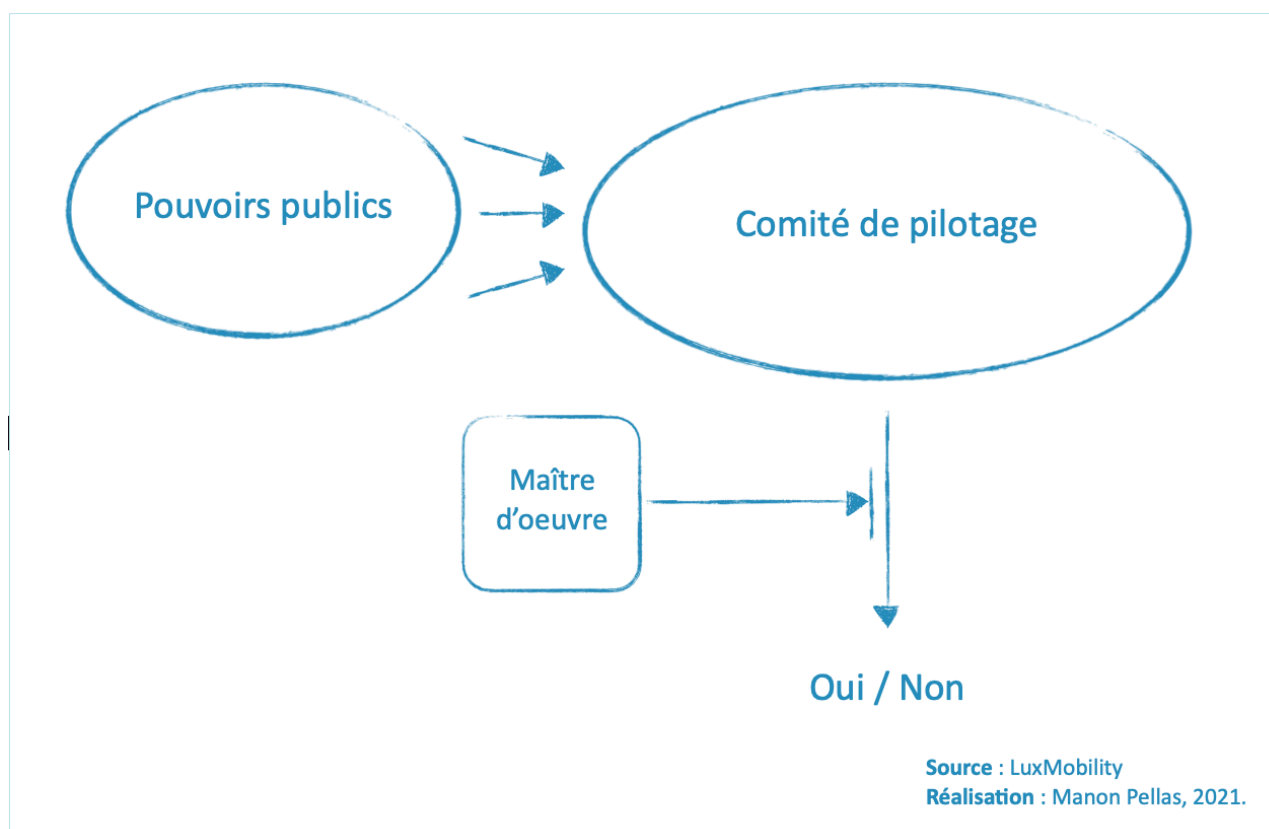 Pouvoirs publics
Comité de pilotage
Maître
d'oeuvre
Oui / Non
Source : LuxMobility
Réalisation : Manon Pellas, 2021.